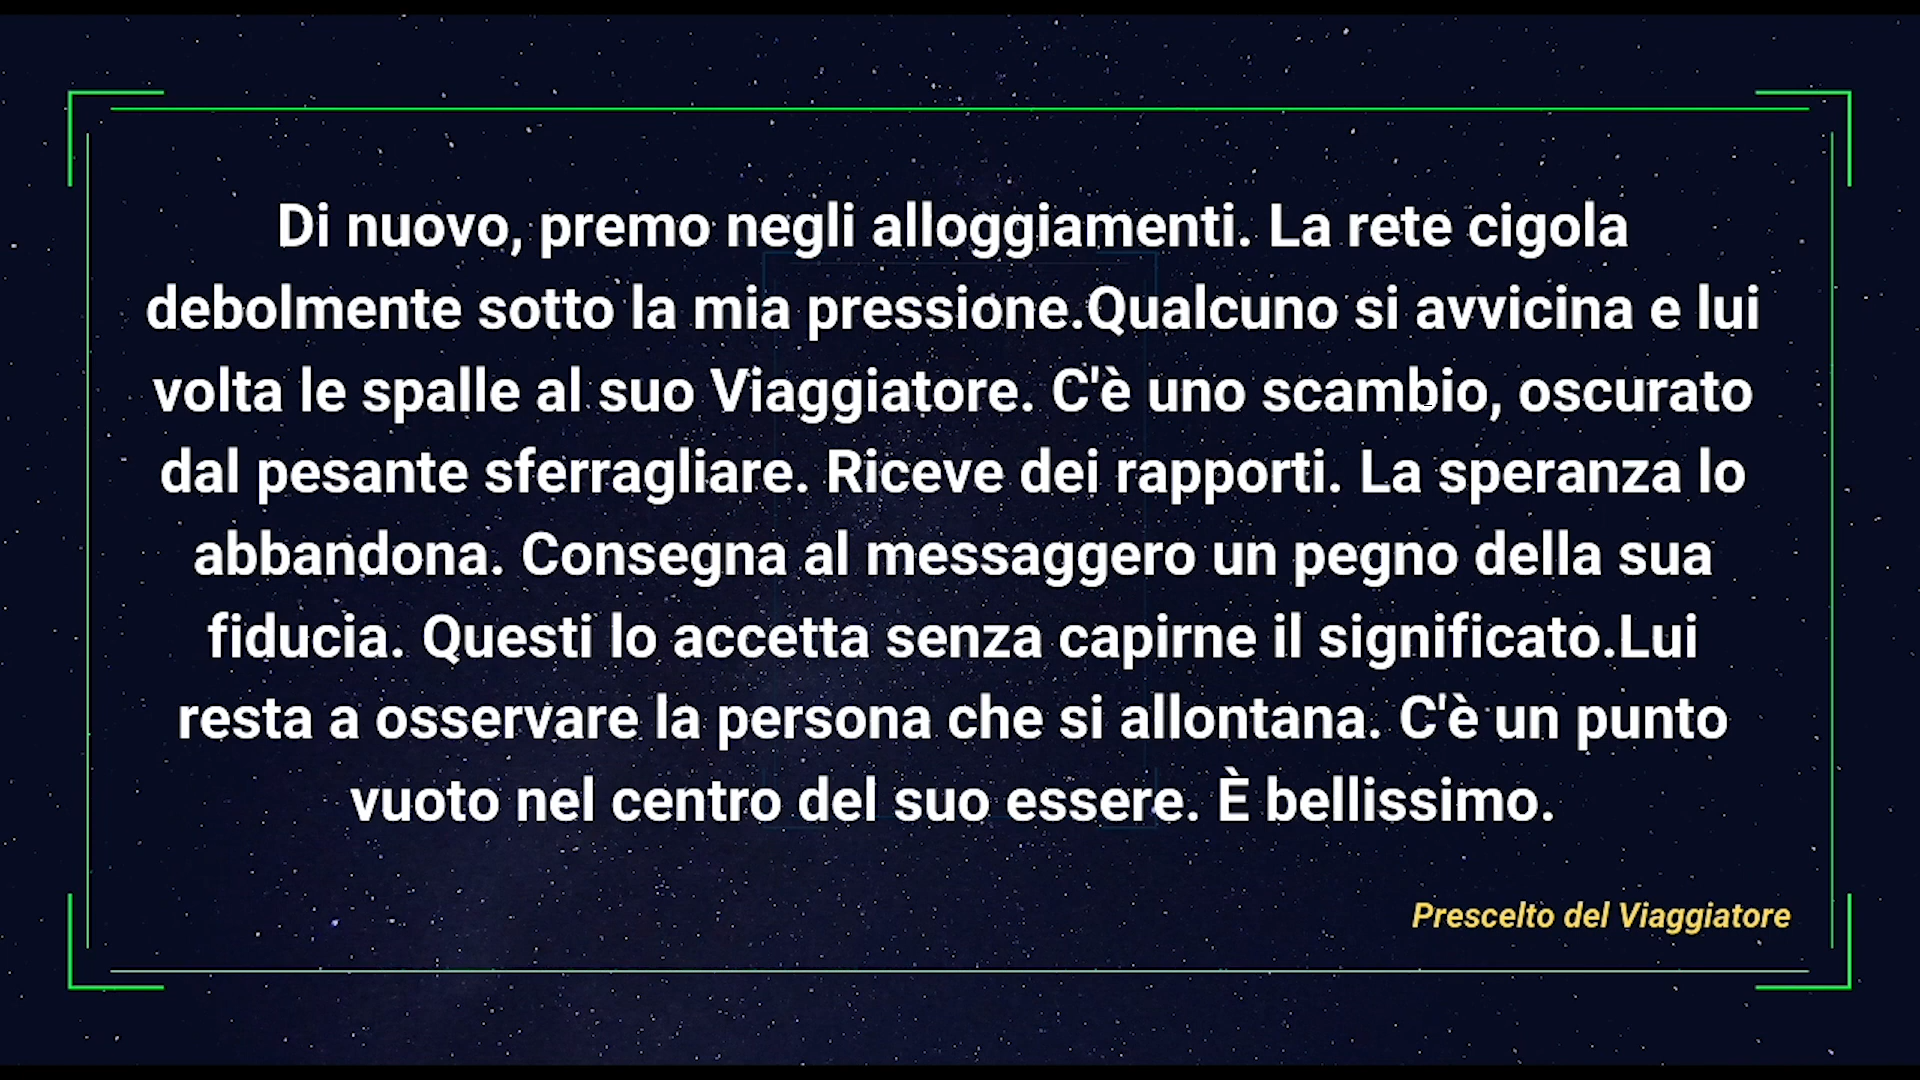 Di nuovo, premo negli alloggiamenti. La rete cigola
debolmente sotto la mia pressione.Qualcuno si avvicina e lui
volta le spalle al suo Viaggiatore. C'è uno scambio, oscurato
dal pesante sferragliare. Riceve dei rapporti. La speranza lo
abbandona. Consegna al messaggero un pegno della sua
fiducia. Questi lo accetta senza capirne il significato.Lui
resta a osservare la persona che si allontana. C'è un punto
vuoto nel centro del suo essere. È bellissimo.
Prescelto del Viaggiatore